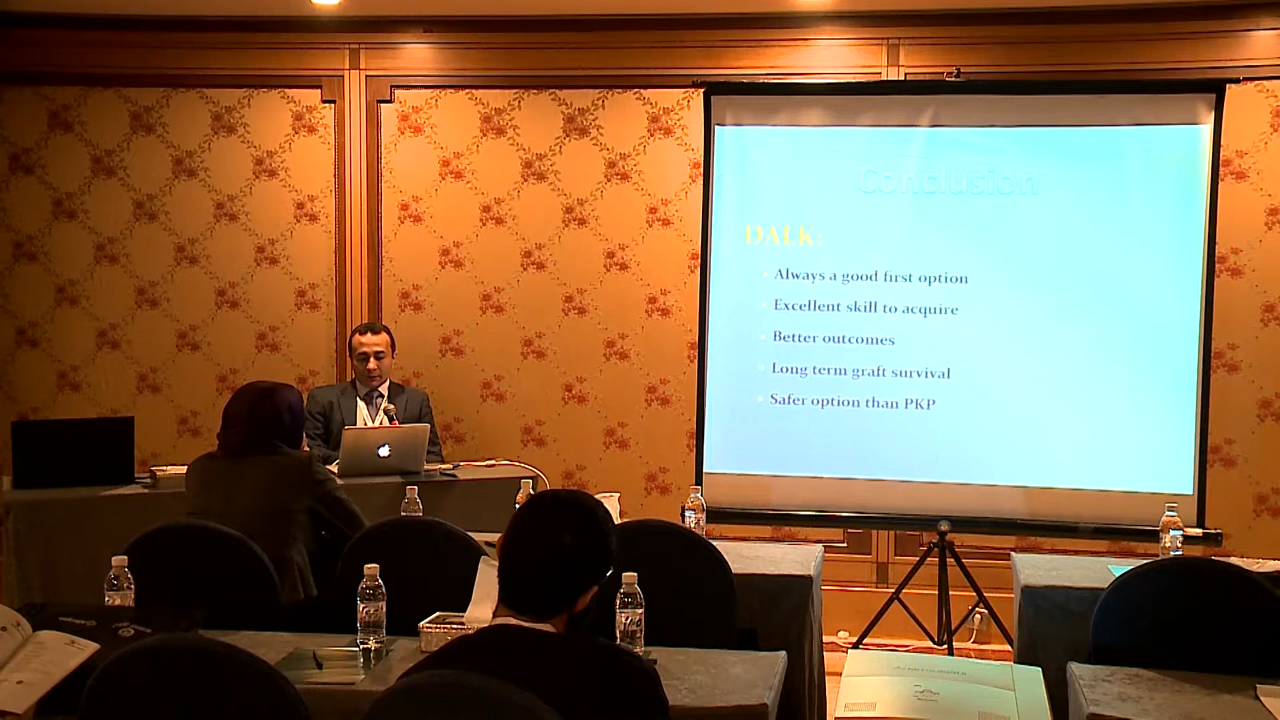 Conclusion
DALK:
Always a good first option
Excellent skill to acquire
Better outcomes
Long term graft survival
Safer option than PKP